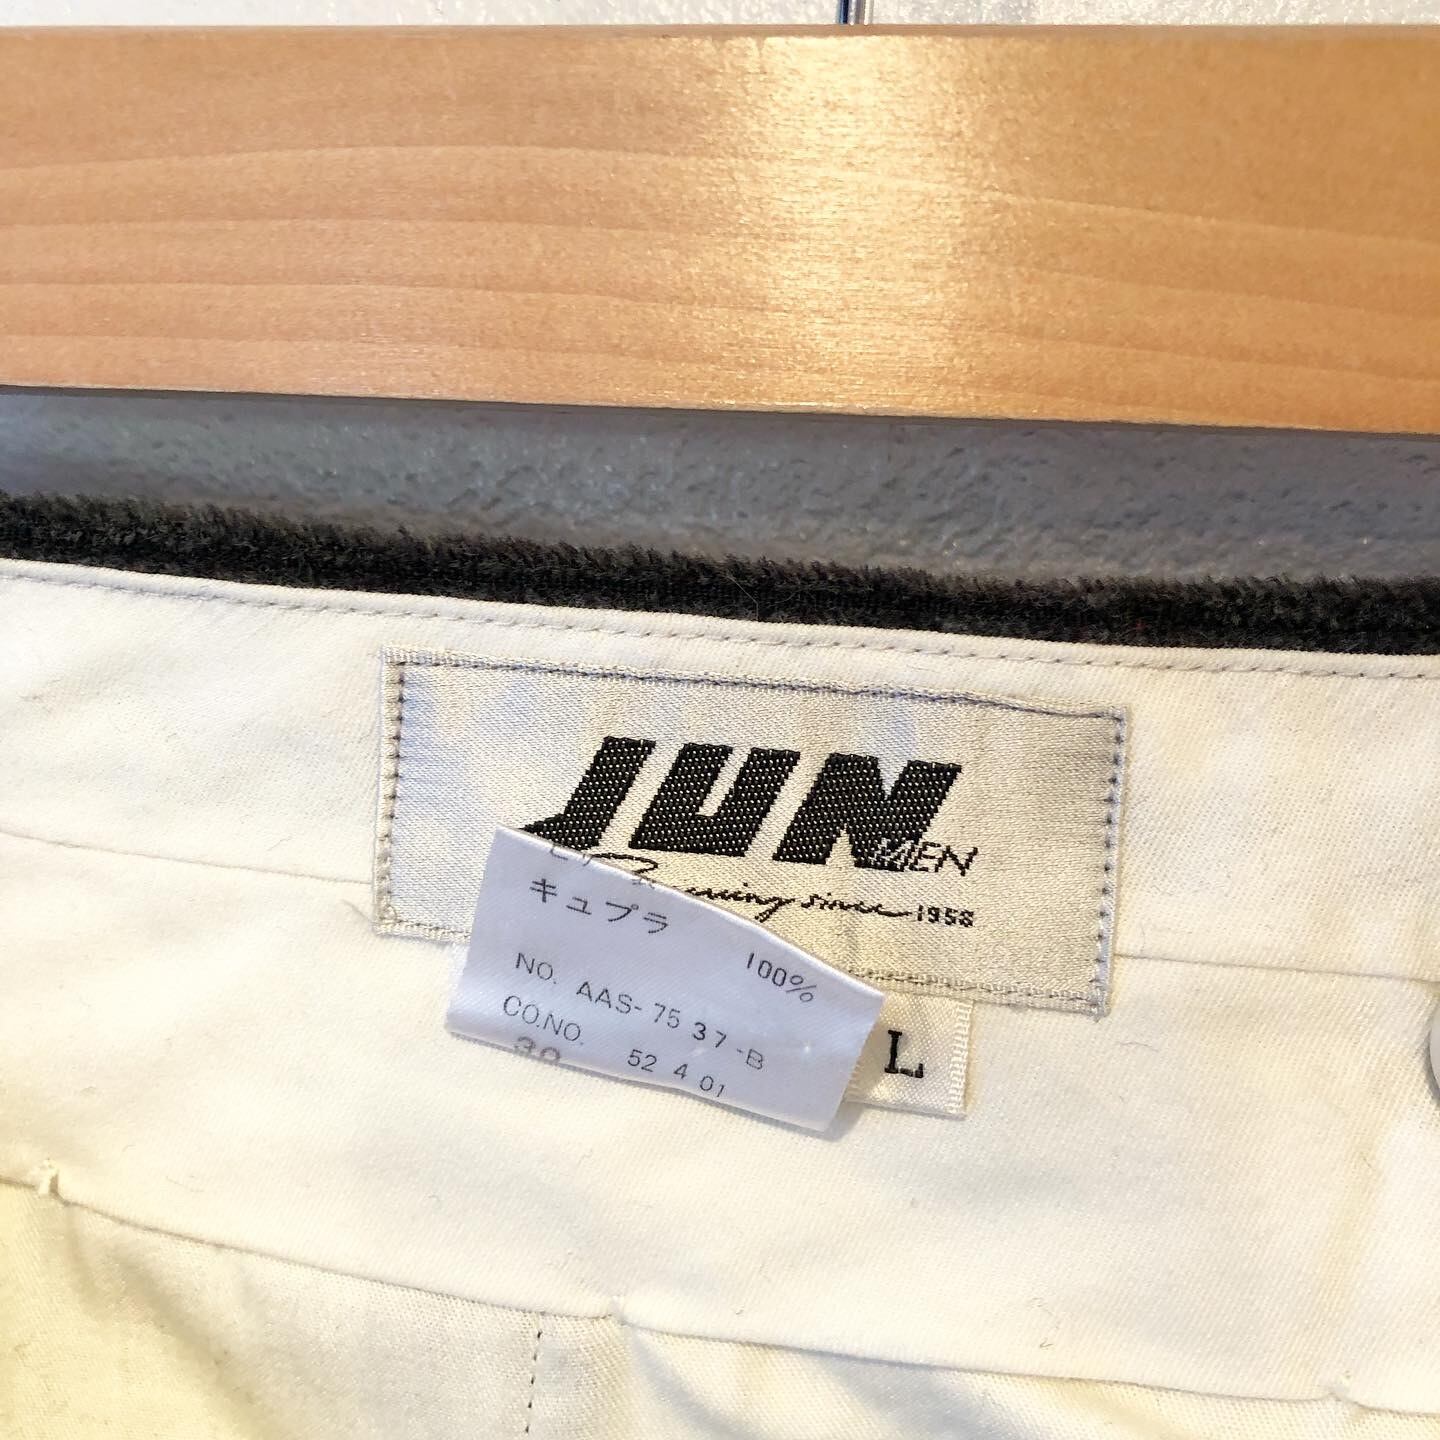 JUN
MEN
since 1958
キュプラ 100%
NO. AAS-75 37-B
CO.NO. 52 4 01
L